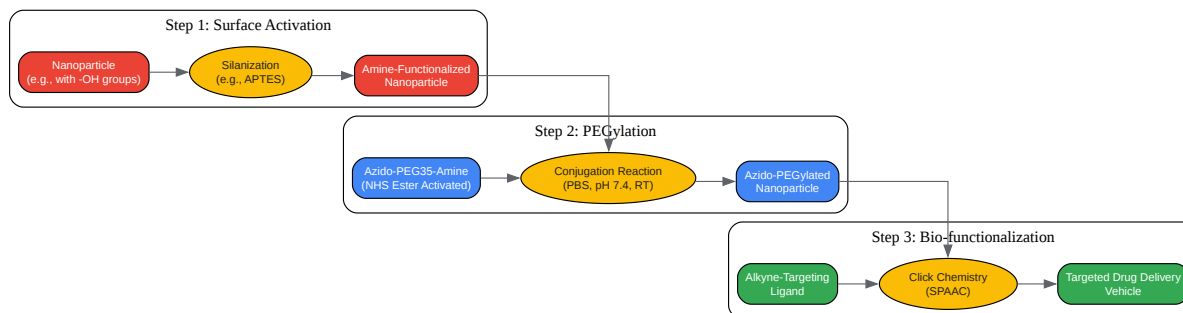 Step 1: Surface Activation
Nanoparticle
(e.g., with -OH groups)
Silanization
(e.g., APTES)
Amine-Functionalized
Nanoparticle
Step 2: PEGylation
Azido-PEG35-Amine
(NHS Ester Activated)
Conjugation Reaction
(PBS, pH 7.4, RT)
Azido-PEGylated
Nanoparticle
Step 3: Bio-functionalization
Alkyne-Targeting
Ligand
Click Chemistry
(SPAAC)
Targeted Drug Delivery
Vehicle